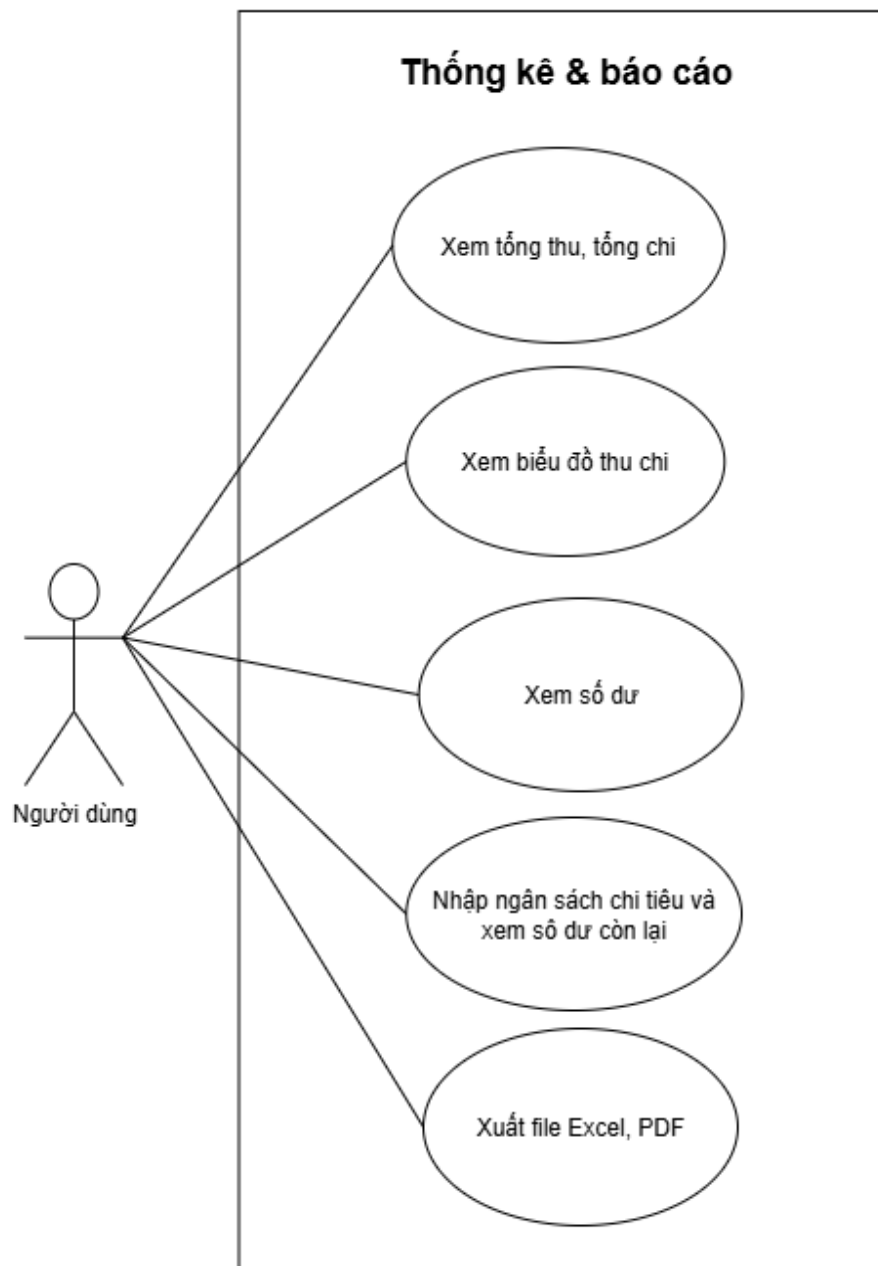 Thống kê & báo cáo
Xem tổng thu, tổng chi
Xem biểu đồ thu chi
Xem số dư
Người dùng
Nhập ngân sách chi tiêu và
xem số dư còn lại
Xuất file Excel, PDF